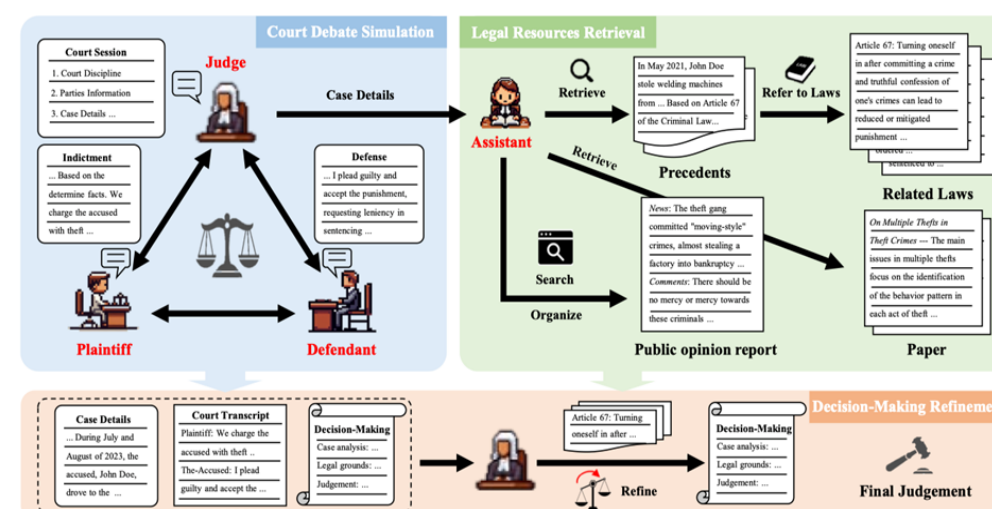 Court Debate Simulation
Court Session
1. Court Discipline
2. Parties Information
3. Case Details ...
Judge
Case Details
Indictment
... Based on the
determine facts. We
charge the accused
with theft ...
Defense
... I plead guilty and
accept the punishment,
requesting leniency in
sentencing ...
Plaintiff
Defendant
Legal Resources Retrieval
Assistant
Retrieve
In May 2021, John Doe
stole welding machines
from ... Based on Article 67
of the Criminal Law...
Precedents
Refer to Laws
Article 67: Turning oneself
in after committing a crime
and truthful confession of
one's crimes can lead to
reduced or mitigated
punishment ...
ordered ...
sentenced to ...
Related Laws
Retrieve
Search
Organize
News: The theft gang
committed "moving-style"
crimes, almost stealing a
factory into bankruptcy ...
Comments: There should be
no mercy or mercy towards
these criminals ...
Public opinion report
On Multiple Thefts in
Theft Crimes — The main
issues in multiple thefts
focus on the identification
of the behavior pattern in
each act of theft ...
Paper
Decision-Making Refineme
Case Details
... During July and
August of 2023, the
accused, John Doe,
drove to the ...
Court Transcript
Plaintiff: We charge the
accused with theft ..
The-Accused: I plead
guilty and accept the ...
Decision-Making
Case analysis: ...
Legal grounds: ...
Judgement: ...
Article 67: Turning
oneself in after ...
Refine
Decision-Making
Case analysis: ...
Legal grounds: ...
Judgement: ...
Final Judgement